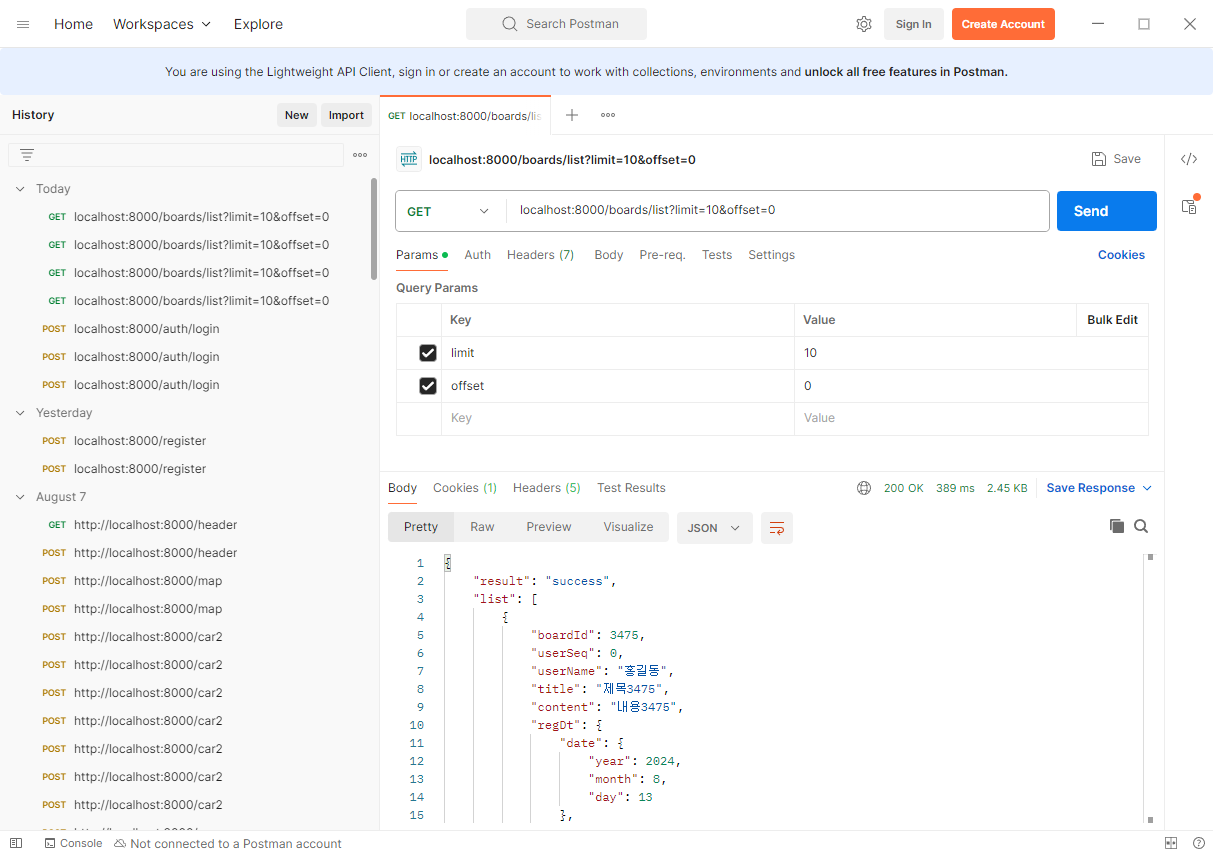 Home Workspaces Explore Search Postman Sign In Create Account
You are using the Lightweight API Client, sign in or create an account to work with collections, environments and unlock all free features in Postman.
History New Import
Today
GET localhost:8000/boards/list?limit=10&offset=0
GET localhost:8000/boards/list?limit=10&offset=0
GET localhost:8000/boards/list?limit=10&offset=0
GET localhost:8000/boards/list?limit=10&offset=0
POST localhost:8000/auth/login
POST localhost:8000/auth/login
POST localhost:8000/auth/login
Yesterday
POST localhost:8000/register
POST localhost:8000/register
August 7
GET http://localhost:8000/header
POST http://localhost:8000/header
POST http://localhost:8000/map
POST http://localhost:8000/map
POST http://localhost:8000/car2
POST http://localhost:8000/car2
POST http://localhost:8000/car2
POST http://localhost:8000/car2
POST http://localhost:8000/car2
POST http://localhost:8000/car2
POST http://localhost:8000/car2
GET localhost:8000/boards/lis
HTTP localhost:8000/boards/list?limit=10&offset=0 Save </>
GET localhost:8000/boards/list?limit=10&offset=0 Send
Params Auth Headers (7) Body Pre-req. Tests Settings Cookies
Query Params
Key Value Bulk Edit
limit 10
offset 0
Key Value
Body Cookies (1) Headers (5) Test Results 200 OK 389 ms 2.45 KB Save Response
Pretty Raw Preview Visualize JSON
1 {
2 "result": "success",
3 "list": [
4 {
5 "boardId": 3475,
6 "userSeq": 0,
7 "userName": "홍길동",
8 "title": "제목3475",
9 "content": "내용3475",
10 "regDt": {
11 "date": {
12 "year": 2024,
13 "month": 8,
14 "day": 13
15 },
Console Not connected to a Postman account